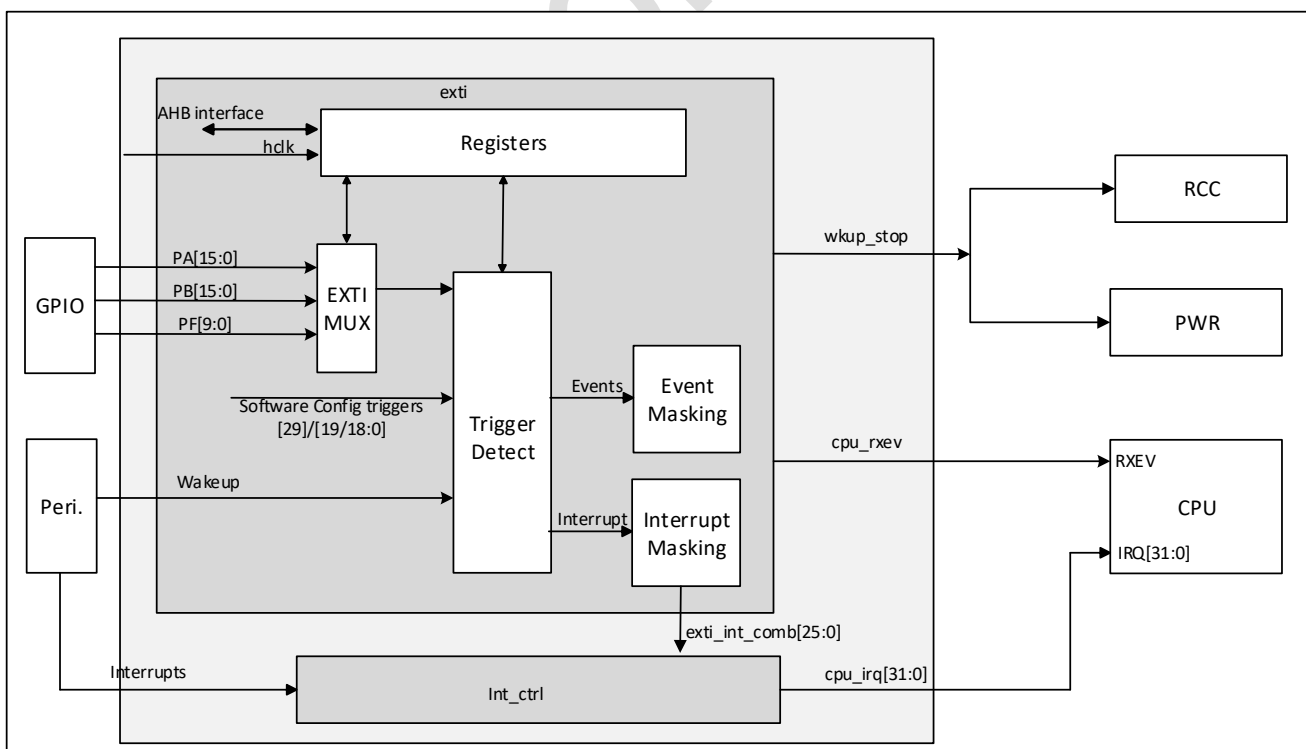 exti
AHB interface
Registers
hclk
RCC
wkup_stop
PA[15:0]
EXTI
MUX
PB[15:0]
GPIO
PF[9:0]
PWR
Events
Event
Masking
Software Config triggers
[29]/[19/18:0]
Trigger
Detect
cpu_rxev
RXEV
Wakeup
Peri.
CPU
Interrupt
Interrupt
Masking
IRQ[31:0]
exti_int_comb[25:0]
Interrupts
cpu_irq[31:0]
Int_ctrl